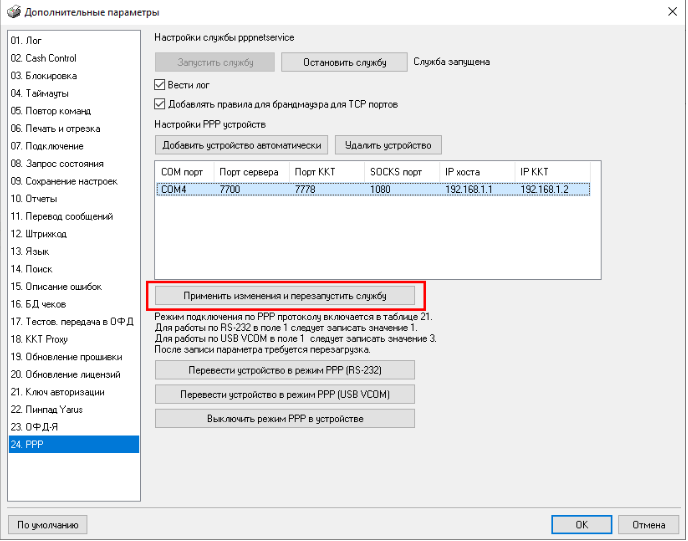 Дополнительные параметры
01. Лог
02. Cash Control
03. Блокировка
04. Таймауты
05. Повтор команд
06. Печать и отрезка
07. Подключение
08. Запрос состояния
09. Сохранение настроек
10. Отчеты
11. Перевод сообщений
12. Штрихкод
13. Язык
14. Поиск
15. Описание ошибок
16. БД чеков
17. Тестов. передача в ОФД
18. ККТ Proxy
19. Обновление прошивки
20. Обновление лицензий
21. Ключ авторизации
22. Пинпад Yarus
23. ОФД-Я
24. PPP
Настройки службы pppnetservice
Запустить службу
Остановить службу
Служба запущена
Вести лог
Добавлять правила для брандмауэра для TCP портов
Настройки PPP устройств
Добавить устройство автоматически
Удалить устройство
COM порт Порт сервера Порт ККТ SOCKS порт IP хоста IP ККТ
COM4 7700 7778 1080 192.168.1.1 192.168.1.2
Применить изменения и перезапустить службу
Режим подключения по PPP протоколу включается в таблице 21.
Для работы по RS-232 в поле 1 следует записать значение 1.
Для работы по USB VCOM в поле 1 следует записать значение 3.
После записи параметра требуется перезагрузка.
Перевести устройство в режим PPP (RS-232)
Перевести устройство в режим PPP (USB VCOM)
Выключить режим PPP в устройстве
По умолчанию
OK
Отмена